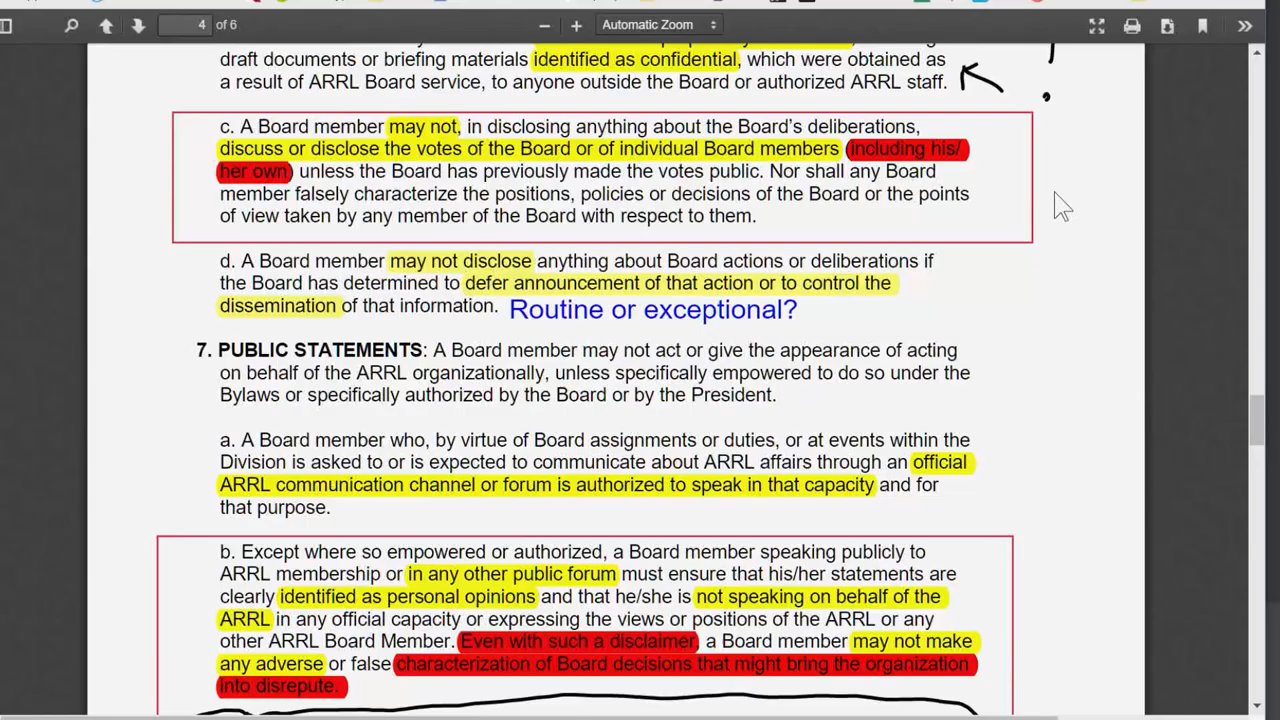 4 of 6
Automatic Zoom
draft documents or briefing materials identified as confidential, which were obtained as
a result of ARRL Board service, to anyone outside the Board or authorized ARRL staff.
c. A Board member may not, in disclosing anything about the Board's deliberations,
discuss or disclose the votes of the Board or of individual Board members (including his/
her own) unless the Board has previously made the votes public. Nor shall any Board
member falsely characterize the positions, policies or decisions of the Board or the points
of view taken by any member of the Board with respect to them.
d. A Board member may not disclose anything about Board actions or deliberations if
the Board has determined to defer announcement of that action or to control the
dissemination of that information. Routine or exceptional?
7. PUBLIC STATEMENTS: A Board member may not act or give the appearance of acting
on behalf of the ARRL organizationally, unless specifically empowered to do so under the
Bylaws or specifically authorized by the Board or by the President.
a. A Board member who, by virtue of Board assignments or duties, or at events within the
Division is asked to or is expected to communicate about ARRL affairs through an official
ARRL communication channel or forum is authorized to speak in that capacity and for
that purpose.
b. Except where so empowered or authorized, a Board member speaking publicly to
ARRL membership or in any other public forum must ensure that his/her statements are
clearly identified as personal opinions and that he/she is not speaking on behalf of the
ARRL in any official capacity or expressing the views or positions of the ARRL or any
other ARRL Board Member. Even with such a disclaimer, a Board member may not make
any adverse or false characterization of Board decisions that might bring the organization
into disrepute.